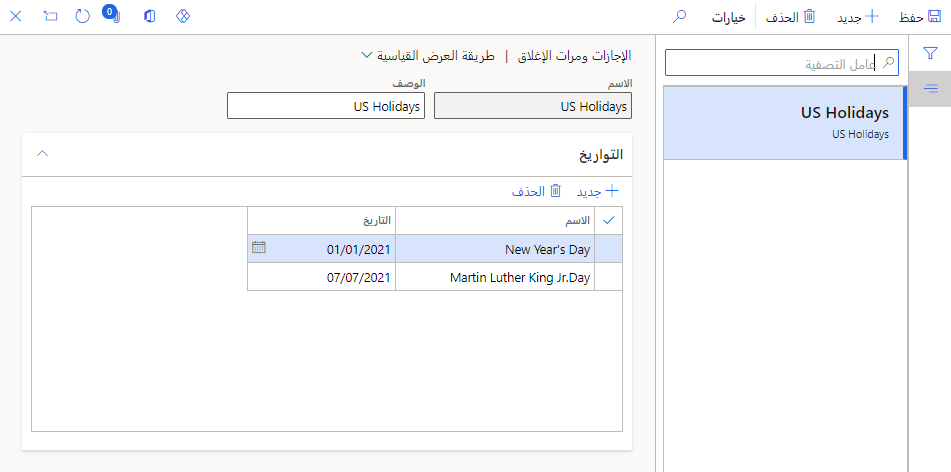 حفظ
جديد
الحذف
خيارات
0
عامل التصفية
US Holidays
US Holidays
الإجازات ومرات الإغلاق | طريقة العرض القياسية
الاسم
الوصف
US Holidays
US Holidays
التواريخ
جديد
الحذف
الاسم
التاريخ
New Year's Day
01/01/2021
Martin Luther King Jr.Day
07/07/2021